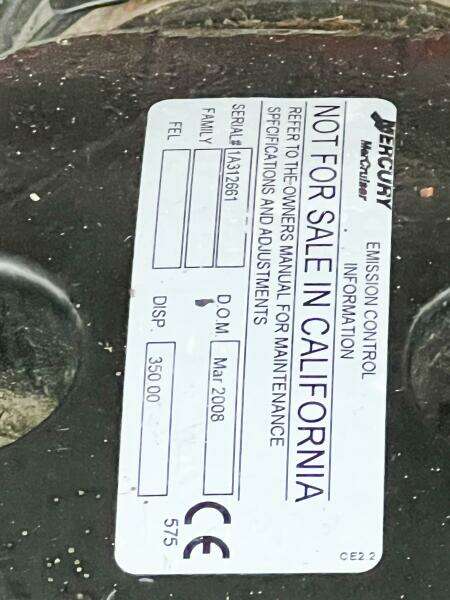 MERCURY
MerCruiser
EMISSION CONTROL
INFORMATION
NOT FOR SALE IN CALIFORNIA
REFER TO THE OWNERS MANUAL FOR MAINTENANCE
SPECIFICATIONS AND ADJUSTMENTS
SERIAL# 1A312661 D.O.M. Mar 2008
FAMILY
FEL DISP. 350 00
CE
575
CE2 2